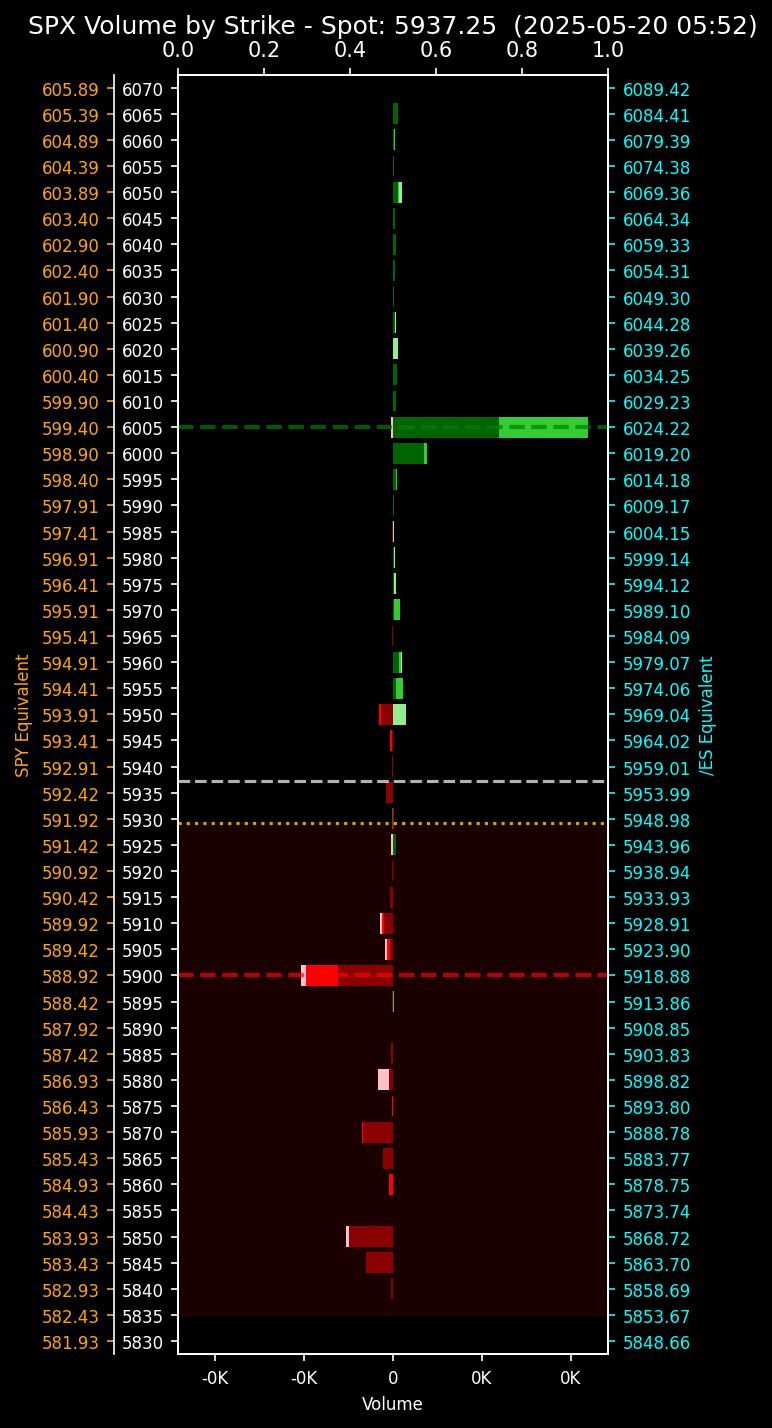 SPX Volume by Strike - Spot: 5937.25  (2025-05-20 05:52)
0.0 0.2 0.4 0.6 0.8 1.0
605.89 6070 6089.42
605.39 6065 6084.41
604.89 6060 6079.39
604.39 6055 6074.38
603.89 6050 6069.36
603.40 6045 6064.34
602.90 6040 6059.33
602.40 6035 6054.31
601.90 6030 6049.30
601.40 6025 6044.28
600.90 6020 6039.26
600.40 6015 6034.25
599.90 6010 6029.23
599.40 6005 6024.22
598.90 6000 6019.20
598.40 5995 6014.18
597.91 5990 6009.17
597.41 5985 6004.15
596.91 5980 5999.14
596.41 5975 5994.12
595.91 5970 5989.10
595.41 5965 5984.09
594.91 5960 5979.07
594.41 5955 5974.06
593.91 5950 5969.04
593.41 5945 5964.02
592.91 5940 5959.01
592.42 5935 5953.99
591.92 5930 5948.98
591.42 5925 5943.96
590.92 5920 5938.94
590.42 5915 5933.93
589.92 5910 5928.91
589.42 5905 5923.90
588.92 5900 5918.88
588.42 5895 5913.86
587.92 5890 5908.85
587.42 5885 5903.83
586.93 5880 5898.82
586.43 5875 5893.80
585.93 5870 5888.78
585.43 5865 5883.77
584.93 5860 5878.75
584.43 5855 5873.74
583.93 5850 5868.72
583.43 5845 5863.70
582.93 5840 5858.69
582.43 5835 5853.67
581.93 5830 5848.66
SPY Equivalent
/ES Equivalent
-0K -0K 0 0K 0K
Volume